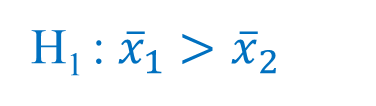 H₁ : x̄₁ > x̄₂